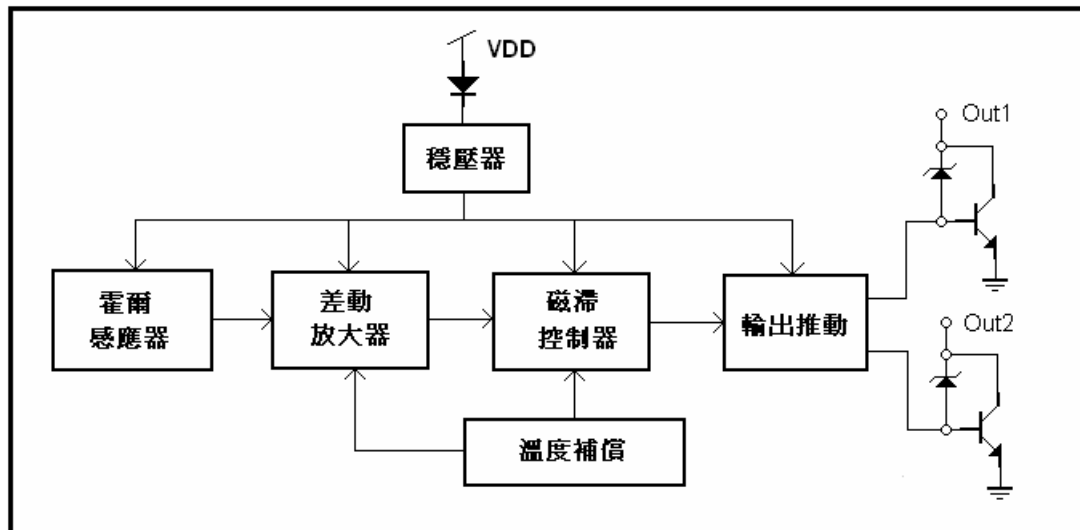 VDD
穩壓器
Out1
霍爾
感應器
差動
放大器
磁滯
控制器
輸出推動
Out2
溫度補償